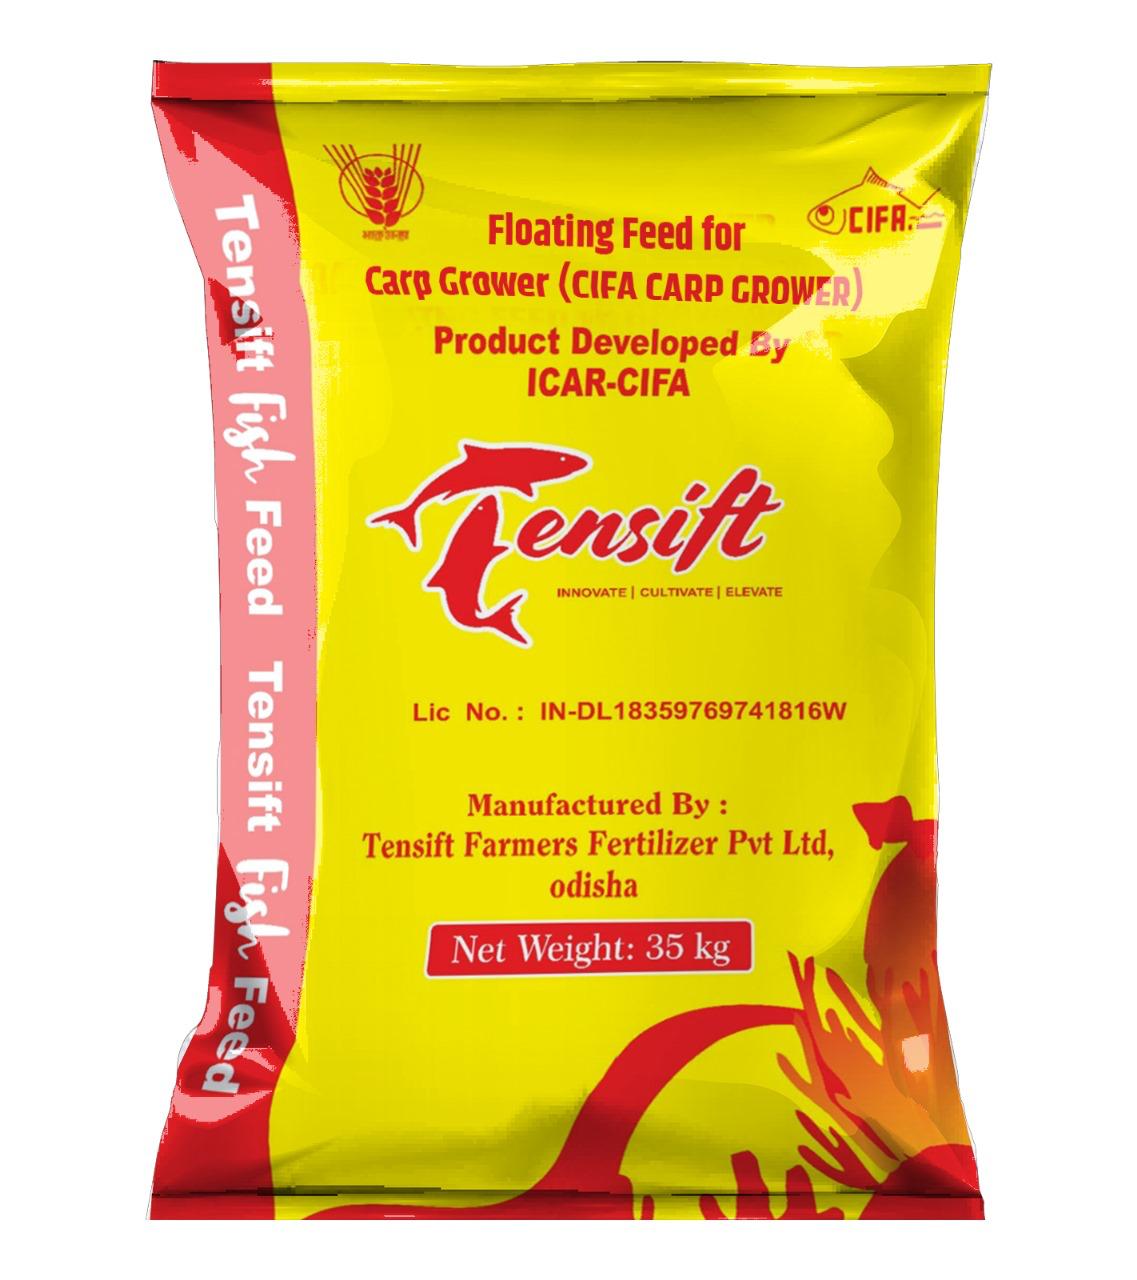 CIFA
Floating Feed for
Carp Grower (CIFA CARP GROWER)
Product Developed By
ICAR-CIFA
Tensift
INNOVATE | CULTIVATE | ELEVATE
Lic No. : IN-DL18359769741816W
Manufactured By :
Tensift Farmers Fertilizer Pvt Ltd,
odisha
Net Weight: 35 kg
Tensift Fish Feed Tensift Fish Feed